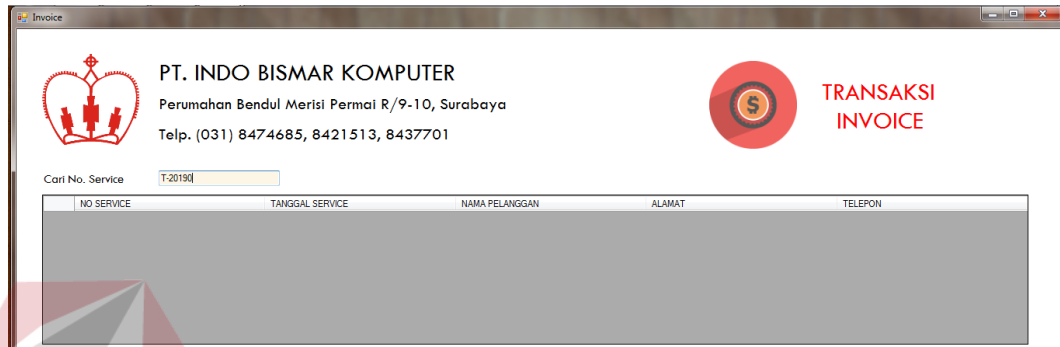 Invoice
PT. INDO BISMAR KOMPUTER
Perumahan Bendul Merisi Permai R/9-10, Surabaya
Telp. (031) 8474685, 8421513, 8437701
TRANSAKSI
INVOICE
Cari No. Service T-20190
NO SERVICE TANGGAL SERVICE NAMA PELANGGAN ALAMAT TELEPON